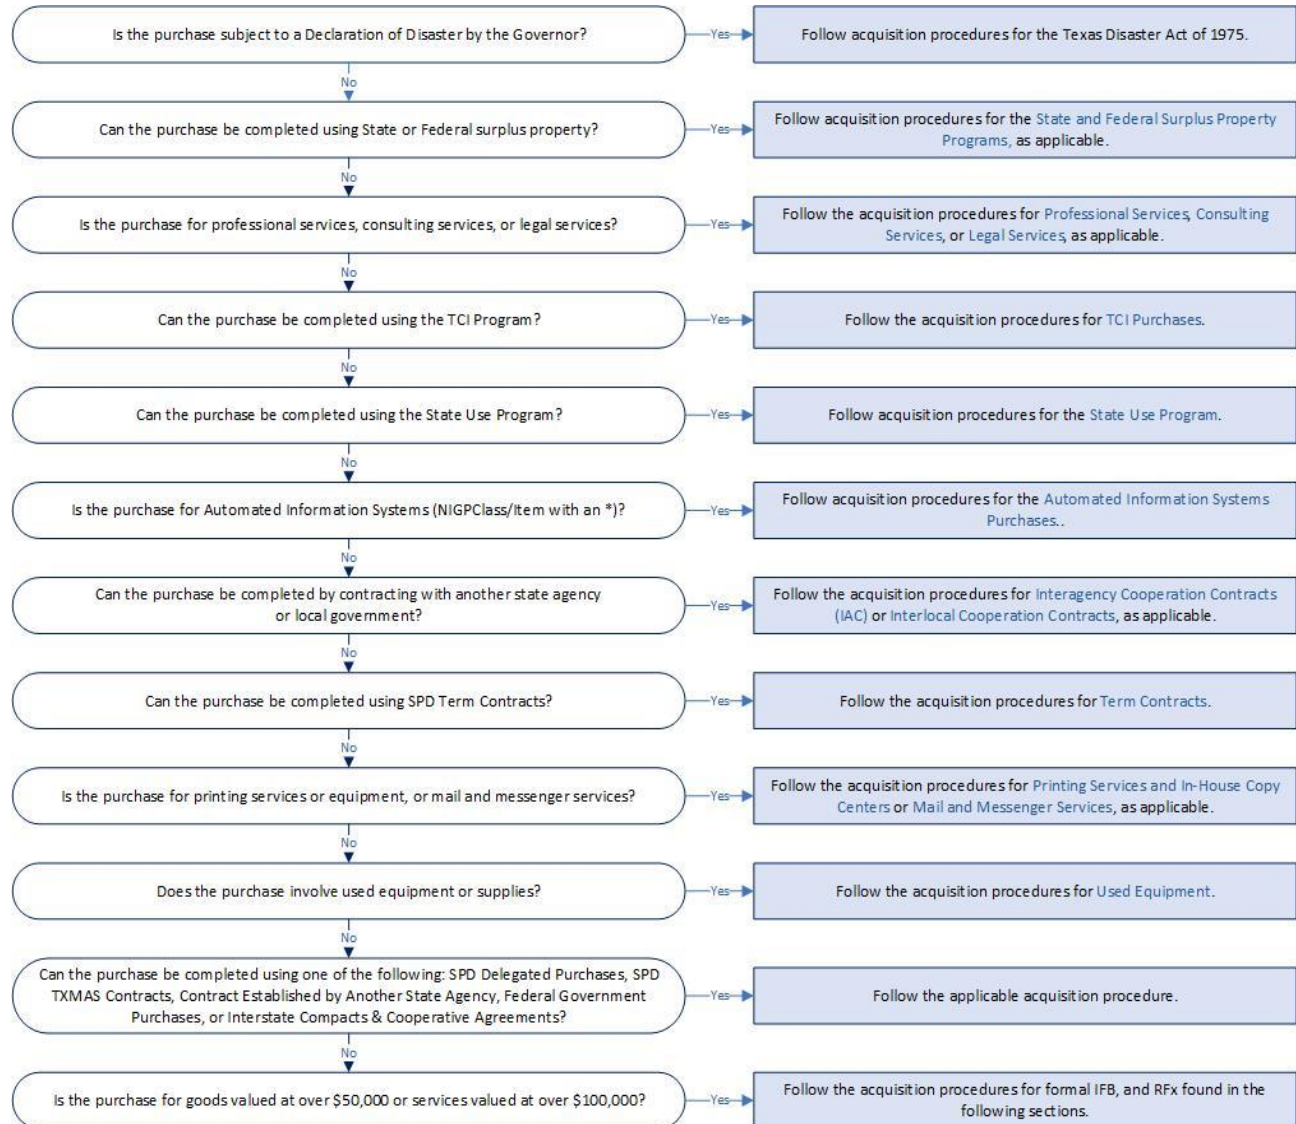 Is the purchase subject to a Declaration of Disaster by the Governor?
Yes
Follow acquisition procedures for the Texas Disaster Act of 1975.
No
Can the purchase be completed using State or Federal surplus property?
Yes
Follow acquisition procedures for the State and Federal Surplus Property
Programs, as applicable.
No
Is the purchase for professional services, consulting services, or legal services?
Yes
Follow the acquisition procedures for Professional Services, Consulting
Services, or Legal Services, as applicable.
No
Can the purchase be completed using the TCI Program?
Yes
Follow the acquisition procedures for TCI Purchases.
No
Can the purchase be completed using the State Use Program?
Yes
Follow acquisition procedures for the State Use Program.
No
Is the purchase for Automated Information Systems (NIGPClass/Item with an *)?
Yes
Follow acquisition procedures for the Automated Information Systems
Purchases..
No
Can the purchase be completed by contracting with another state agency
or local government?
Yes
Follow the acquisition procedures for Interagency Cooperation Contracts
(IAC) or Interlocal Cooperation Contracts, as applicable.
No
Can the purchase be completed using SPD Term Contracts?
Yes
Follow the acquisition procedures for Term Contracts.
No
Is the purchase for printing services or equipment, or mail and messenger services?
Yes
Follow the acquisition procedures for Printing Services and In-House Copy
Centers or Mail and Messenger Services, as applicable.
No
Does the purchase involve used equipment or supplies?
Yes
Follow the acquisition procedures for Used Equipment.
No
Can the purchase be completed using one of the following: SPD Delegated Purchases, SPD
TXMAS Contracts, Contract Established by Another State Agency, Federal Government
Purchases, or Interstate Compacts & Cooperative Agreements?
Yes
Follow the applicable acquisition procedure.
No
Is the purchase for goods valued at over $50,000 or services valued at over $100,000?
Yes
Follow the acquisition procedures for formal IFB, and RFx found in the
following sections.